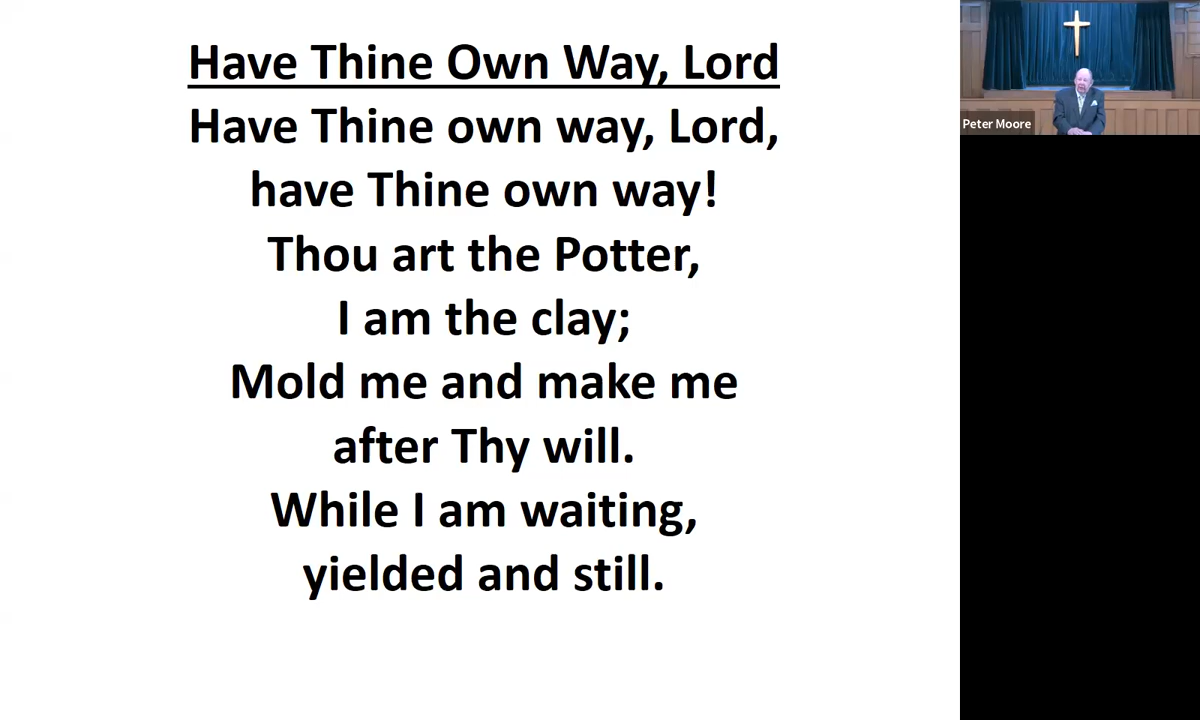 Have Thine Own Way, Lord
Have Thine own way, Lord,
have Thine own way!
Thou art the Potter,
I am the clay;
Mold me and make me
after Thy will.
While I am waiting,
yielded and still.
Peter Moore